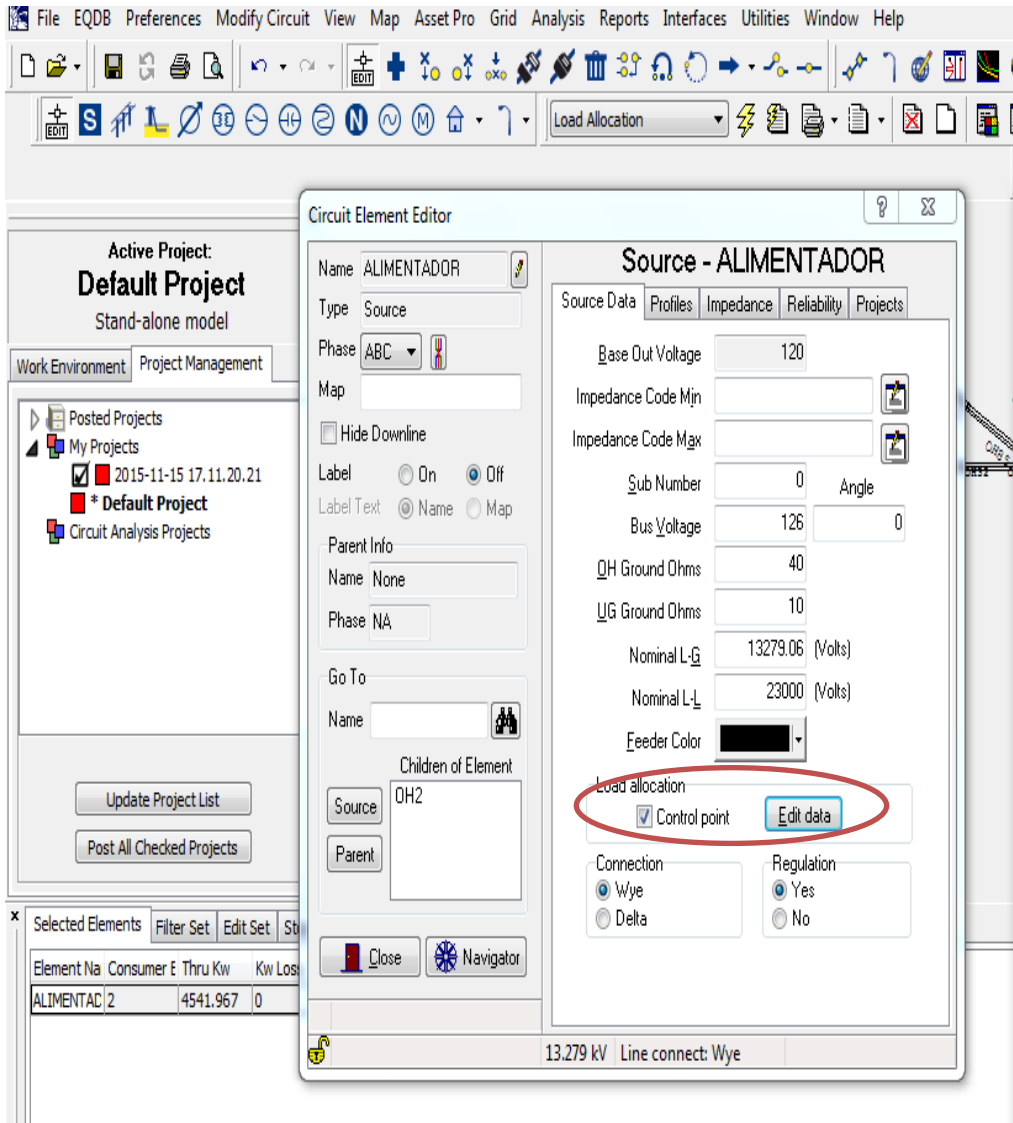 File EQDB Preferences Modify Circuit View Map Asset Pro Grid Analysis Reports Interfaces Utilities Window Help
EDIT
EDIT S N M Load Allocation
Circuit Element Editor
Active Project:
Default Project
Stand-alone model
Work Environment Project Management
Posted Projects
My Projects
2015-11-15 17.11.20.21
* Default Project
Circuit Analysis Projects
Update Project List
Post All Checked Projects
Name ALIMENTADOR
Type Source
Phase ABC
Map
Hide Downline
Label On Off
Label Text Name Map
Parent Info
Name None
Phase NA
Go To
Name
Children of Element
Source OH2
Parent
Close Navigator
Source - ALIMENTADOR
Source Data Profiles Impedance Reliability Projects
Base Out Voltage 120
Impedance Code Min
Impedance Code Max
Sub Number 0 Angle
Bus Voltage 126 0
OH Ground Ohms 40
UG Ground Ohms 10
Nominal L-G 13279.06 (Volts)
Nominal L-L 23000 (Volts)
Feeder Color
Load allocation
Control point Edit data
Connection Regulation
Wye Yes
Delta No
13.279 kV Line connect: Wye
x Selected Elements Filter Set Edit Set St
Element Na Consumer E Thru Kw Kw Los
ALIMENTAD 2 4541.967 0